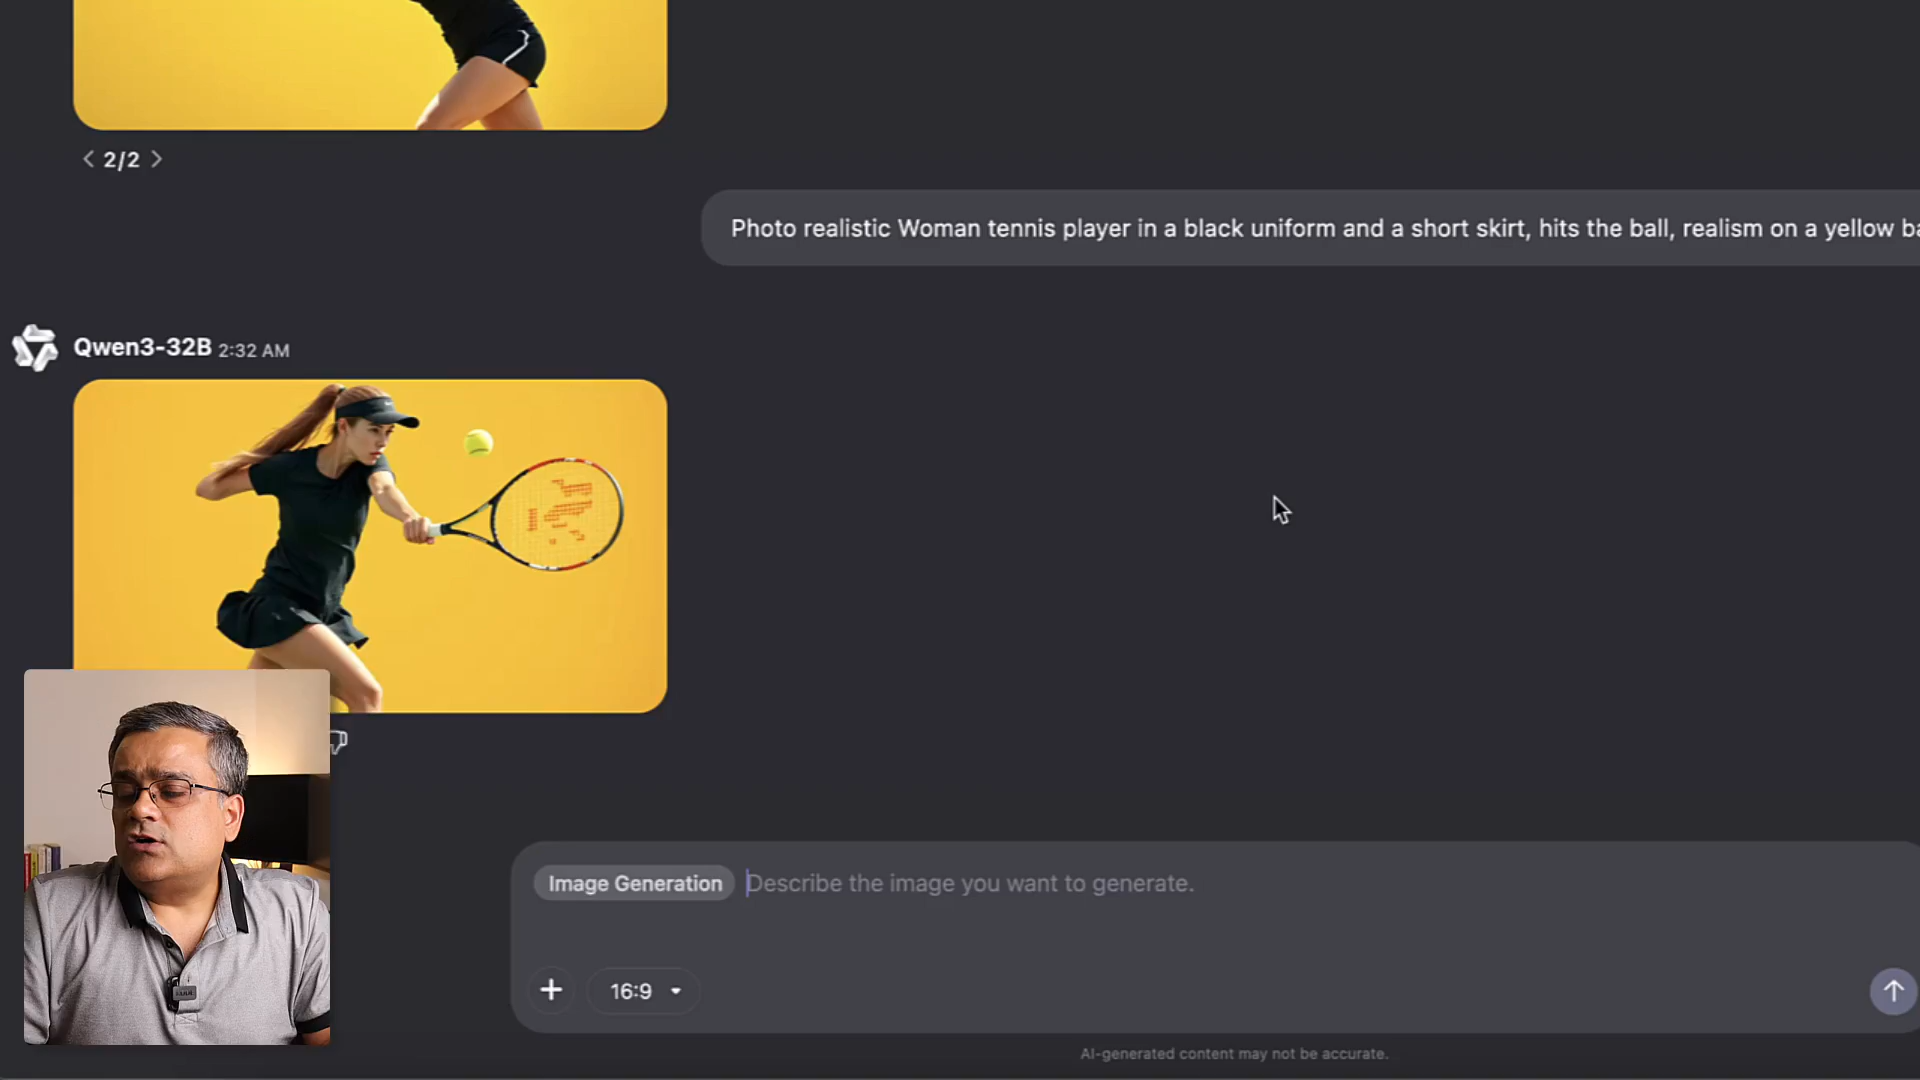 2/2
Photo realistic Woman tennis player in a black uniform and a short skirt, hits the ball, realism on a yellow
Qwen3-32B 2:32 AM
Image Generation Describe the image you want to generate.
16:9
AI-generated content may not be accurate.